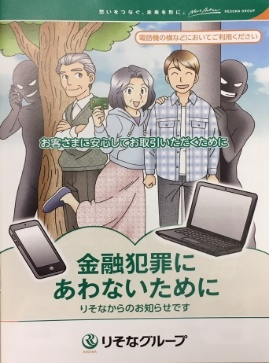 想いをつなぐ、未来を形に。 RESONA GROUP
電話機の横などにおいてご利用ください
お客さまに安心してお取引いただくために
金融犯罪に
あわないために
りそなからのお知らせです
りそなグループ
RESONA